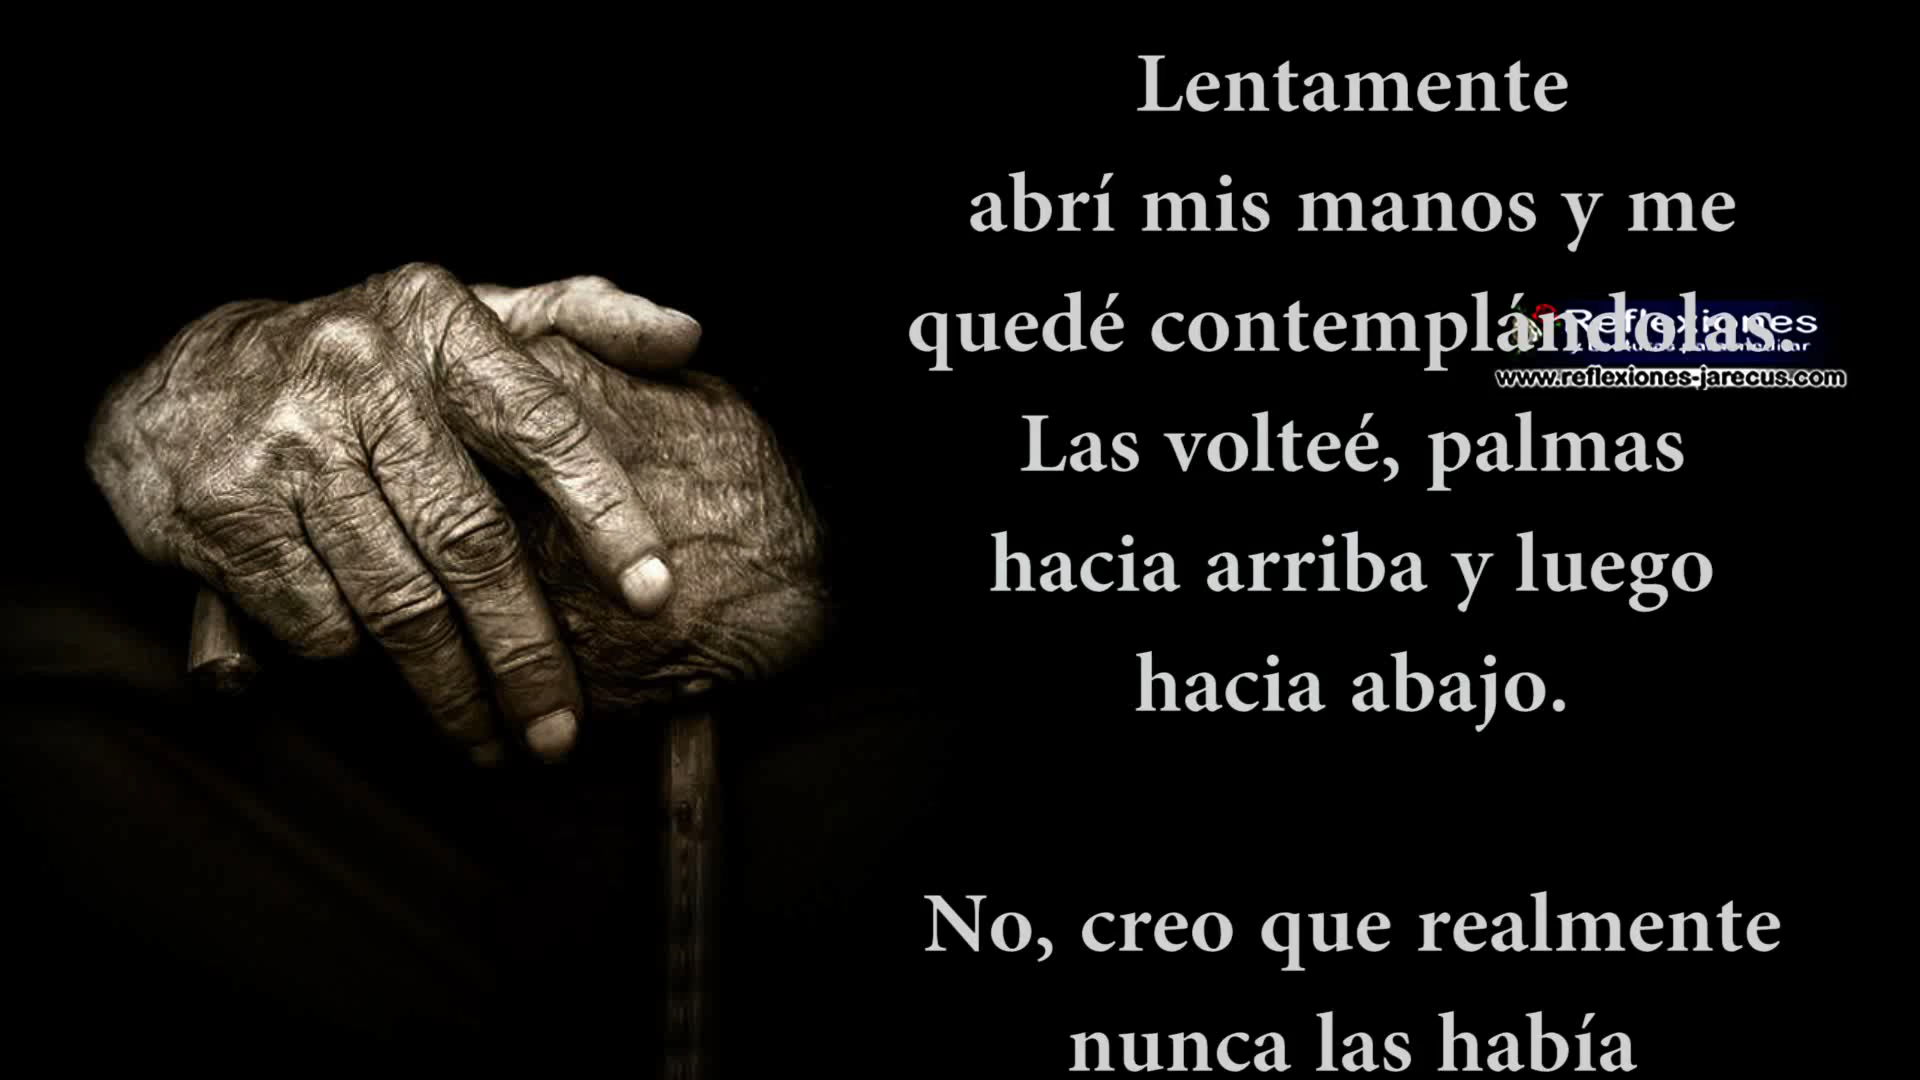 Lentamente
abrí mis manos y me
quedé contemplándolas.
Reflexiones
www.reflexiones-jarecus.com
Las volteé, palmas
hacia arriba y luego
hacia abajo.
No, creo que realmente
nunca las había